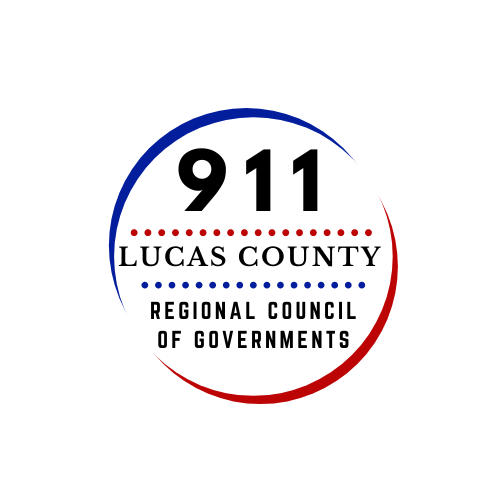 911
LUCAS COUNTY
REGIONAL COUNCIL
OF GOVERNMENTS